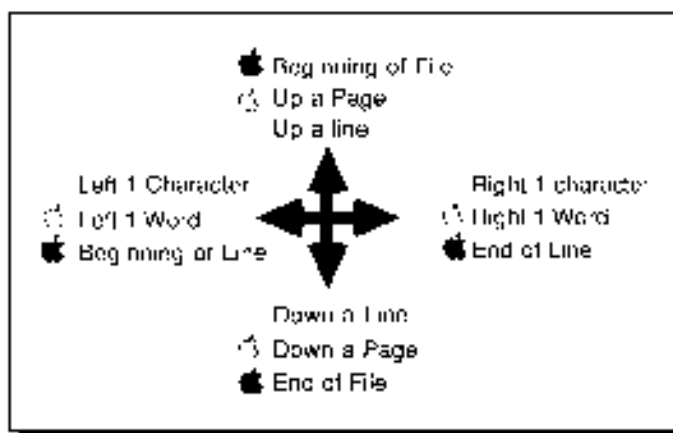 Beginning of File
Up a Page
Up a line
Left 1 Character
Left 1 Word
Beginning of Line
Right 1 character
Right 1 Word
End of Line
Down a Line
Down a Page
End of File